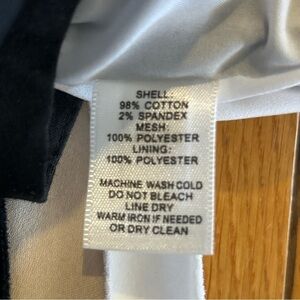 SHELL:
98% COTTON
2% SPANDEX
MESH:
100% POLYESTER
LINING:
100% POLYESTER
MACHINE WASH COLD
DO NOT BLEACH
LINE DRY
WARM IRON IF NEEDED
OR DRY CLEAN